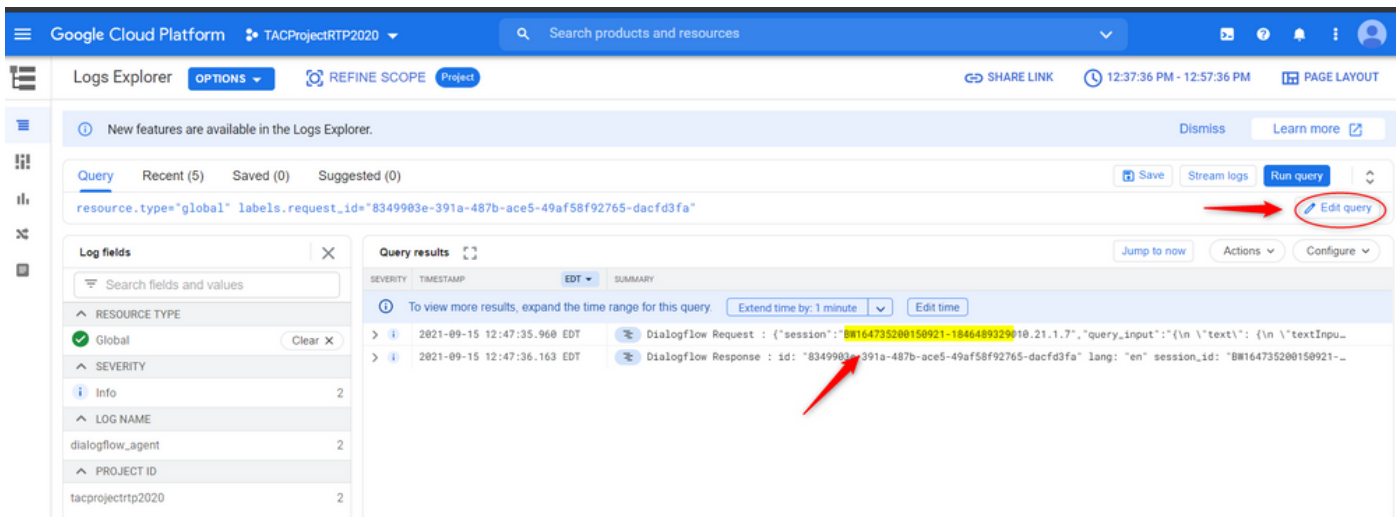 Google Cloud Platform TACProjectRTP2020 Search products and resources
Logs Explorer OPTIONS REFINE SCOPE Project SHARE LINK 12:37:36 PM - 12:57:36 PM PAGE LAYOUT
New features are available in the Logs Explorer. Dismiss Learn more
Query Recent (5) Saved (0) Suggested (0) Save Stream logs Run query
resource.type="global" labels.request_id="8349903e-391a-487b-ace5-49af58f92765-dacfd3fa" Edit query
Log fields
Search fields and values
RESOURCE TYPE
Global Clear X
SEVERITY
Info 2
LOG NAME
dialogflow_agent 2
PROJECT ID
tacprojectrtp2020 2
Query results Jump to now Actions Configure
SEVERITY TIMESTAMP EDT SUMMARY
To view more results, expand the time range for this query. Extend time by: 1 minute Edit time
i 2021-09-15 12:47:35.960 EDT Dialogflow Request : {"session":"BW164735200150921-1846489329010.21.1.7","query_input":"{\n \"text\": {\n \"textInpu…
i 2021-09-15 12:47:36.163 EDT Dialogflow Response : id: "8349903e-391a-487b-ace5-49af58f92765-dacfd3fa" lang: "en" session_id: "BW164735200150921-…